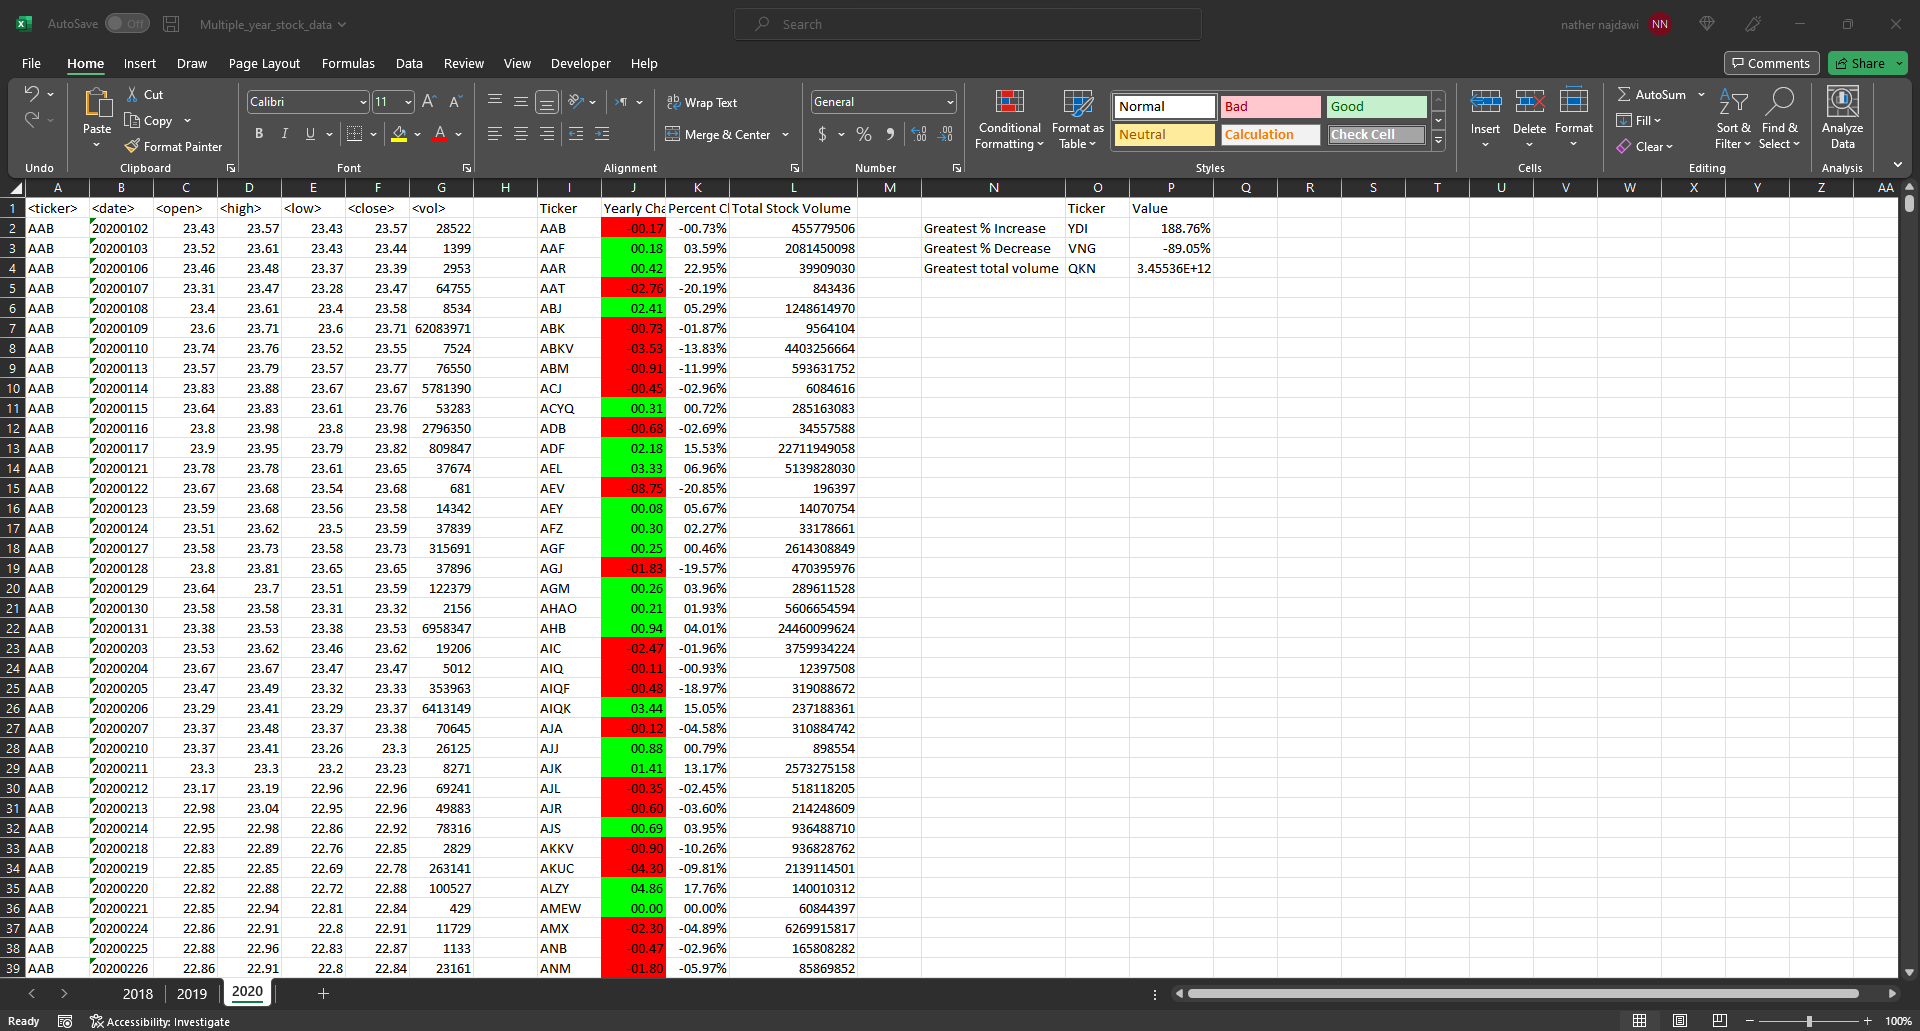 AutoSave Off Multiple_year_stock_data Search nather najdawi NN
File Home Insert Draw Page Layout Formulas Data Review View Developer Help Comments Share
Cut Calibri 11 Wrap Text General Normal Bad Good AutoSum
Paste Copy Conditional Formatting Format as Table Insert Delete Format Fill Sort & Filter Find & Select Analyze Data
Format Painter B I U A Merge & Center $ % Neutral Calculation Check Cell Clear
Undo Clipboard Font Alignment Number Styles Cells Editing Analysis
A B C D E F G H I J K L M N O P Q R S T U V W X Y Z AA
1 <ticker> <date> <open> <high> <low> <close> <vol> Ticker Yearly Cha Percent Cl Total Stock Volume Ticker Value
2 AAB 20200102 23.43 23.57 23.43 23.57 28522 AAB -00.17 -00.73% 455779506 Greatest % Increase YDI 188.76%
3 AAB 20200103 23.52 23.61 23.43 23.44 1399 AAF 00.18 03.59% 2081450098 Greatest % Decrease VNG -89.05%
4 AAB 20200106 23.46 23.48 23.37 23.39 2953 AAR 00.42 22.95% 39909030 Greatest total volume QKN 3.45536E+12
5 AAB 20200107 23.31 23.47 23.28 23.47 64755 AAT -02.76 -20.19% 843436
6 AAB 20200108 23.4 23.61 23.4 23.58 8534 ABJ 02.41 05.29% 1248614970
7 AAB 20200109 23.6 23.71 23.6 23.71 62083971 ABK -00.73 -01.87% 9564104
8 AAB 20200110 23.74 23.76 23.52 23.55 7524 ABKV -03.53 -13.83% 4403256664
9 AAB 20200113 23.57 23.79 23.57 23.77 76550 ABM -00.91 -11.99% 593631752
10 AAB 20200114 23.83 23.88 23.67 23.67 5781390 ACJ -00.45 -02.96% 6084616
11 AAB 20200115 23.64 23.83 23.61 23.76 53283 ACYQ 00.31 00.72% 285163083
12 AAB 20200116 23.8 23.98 23.8 23.98 2796350 ADB -00.68 -02.69% 34557588
13 AAB 20200117 23.9 23.95 23.79 23.82 809847 ADF 02.18 15.53% 22711949058
14 AAB 20200121 23.78 23.78 23.61 23.65 37674 AEL 03.33 06.96% 5139828030
15 AAB 20200122 23.67 23.68 23.54 23.68 681 AEV -08.75 -20.85% 196397
16 AAB 20200123 23.59 23.68 23.56 23.58 14342 AEY 00.08 05.67% 14070754
17 AAB 20200124 23.51 23.62 23.5 23.59 37839 AFZ 00.30 02.27% 33178661
18 AAB 20200127 23.58 23.73 23.58 23.73 315691 AGF 00.25 00.46% 2614308849
19 AAB 20200128 23.8 23.81 23.65 23.65 37896 AGJ -01.83 -19.57% 470395976
20 AAB 20200129 23.64 23.7 23.51 23.59 122379 AGM 00.26 03.96% 289611528
21 AAB 20200130 23.58 23.58 23.31 23.32 2156 AHAO 00.21 01.93% 5606654594
22 AAB 20200131 23.38 23.53 23.38 23.53 6958347 AHB 00.94 04.01% 24460099624
23 AAB 20200203 23.53 23.62 23.46 23.62 19206 AIC -02.47 -01.96% 3759934224
24 AAB 20200204 23.67 23.67 23.47 23.47 5012 AIQ -00.11 -00.93% 12397508
25 AAB 20200205 23.47 23.49 23.32 23.33 353963 AIQF -00.48 -18.97% 319088672
26 AAB 20200206 23.29 23.41 23.29 23.37 6413149 AIQK 03.44 15.05% 237188361
27 AAB 20200207 23.37 23.48 23.37 23.38 70645 AJA -00.12 -04.58% 310884742
28 AAB 20200210 23.37 23.41 23.26 23.3 26125 AJJ 00.88 00.79% 898554
29 AAB 20200211 23.3 23.3 23.2 23.23 8271 AJK 01.41 13.17% 2573275158
30 AAB 20200212 23.17 23.19 22.96 22.96 69241 AJL -00.35 -02.45% 518118205
31 AAB 20200213 22.98 23.04 22.95 22.96 49883 AJR -00.60 -03.60% 214248609
32 AAB 20200214 22.95 22.98 22.86 22.92 78316 AJS 00.69 03.95% 936488710
33 AAB 20200218 22.83 22.89 22.76 22.85 2829 AKKV -00.90 -10.26% 936828762
34 AAB 20200219 22.85 22.85 22.69 22.78 263141 AKUC -04.30 -09.81% 2139114501
35 AAB 20200220 22.82 22.88 22.72 22.88 100527 ALZY 04.86 17.76% 140010312
36 AAB 20200221 22.85 22.94 22.81 22.84 429 AMEW 00.00 00.00% 60844397
37 AAB 20200224 22.86 22.91 22.8 22.91 11729 AMX -02.30 -04.89% 6269915817
38 AAB 20200225 22.88 22.96 22.83 22.87 1133 ANB -00.47 -02.96% 165808282
39 AAB 20200226 22.86 22.91 22.8 22.84 23161 ANM -01.80 -05.97% 85869852
2018 2019 2020
Ready Accessibility: Investigate 100%